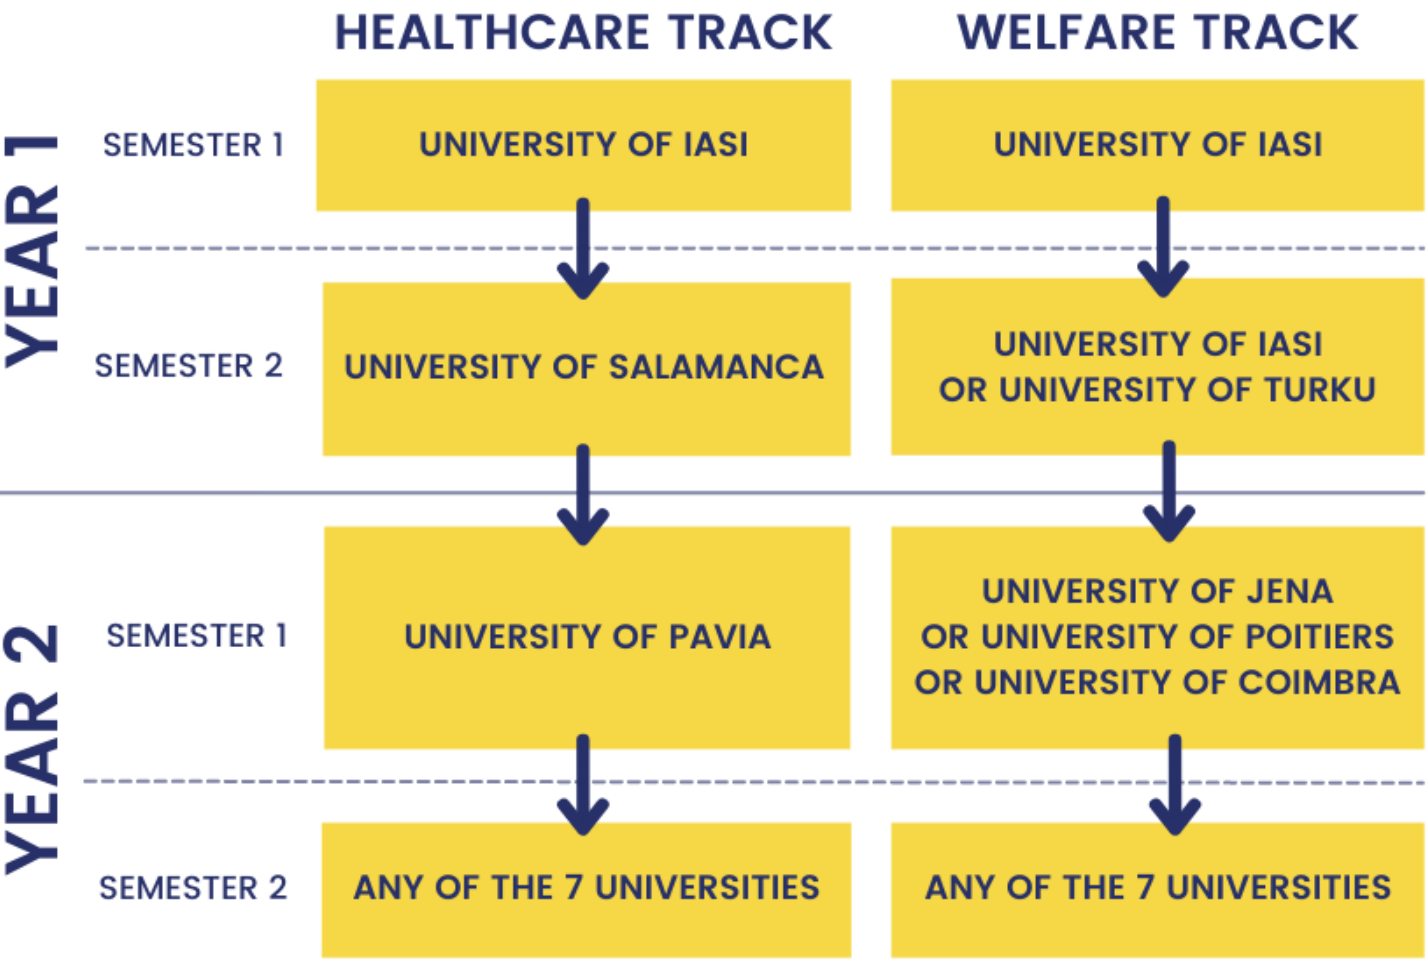 HEALTHCARE TRACK
WELFARE TRACK
YEAR 1
SEMESTER 1
UNIVERSITY OF IASI
UNIVERSITY OF IASI
SEMESTER 2
UNIVERSITY OF SALAMANCA
UNIVERSITY OF IASI
OR UNIVERSITY OF TURKU
YEAR 2
SEMESTER 1
UNIVERSITY OF PAVIA
UNIVERSITY OF JENA
OR UNIVERSITY OF POITIERS
OR UNIVERSITY OF COIMBRA
SEMESTER 2
ANY OF THE 7 UNIVERSITIES
ANY OF THE 7 UNIVERSITIES